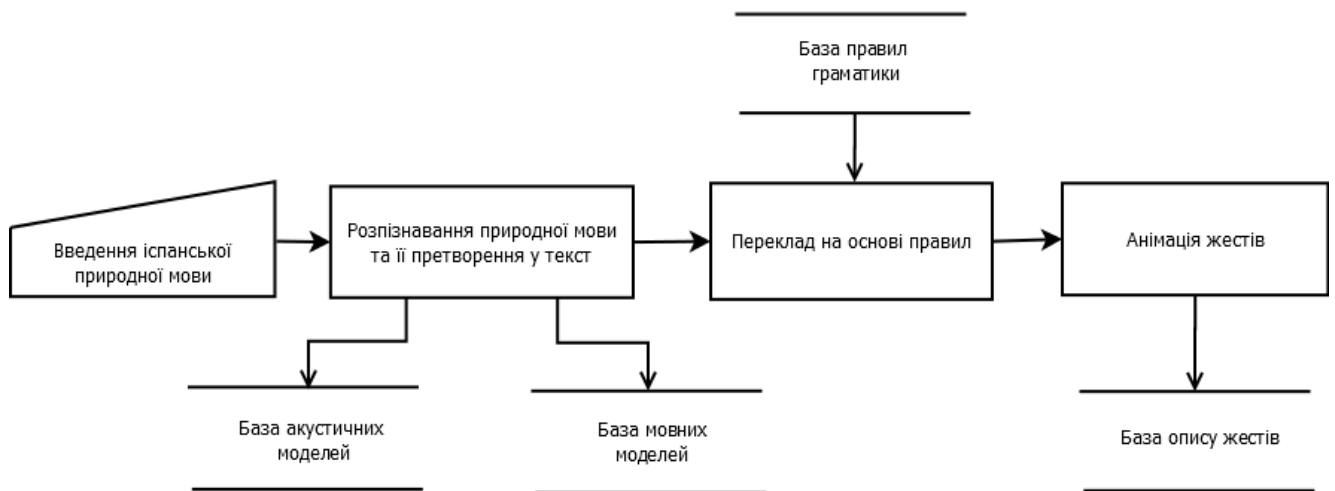 База правил
граматики
Введення іспанської
природної мови
Розпізнавання природної мови
та її претворення у текст
Переклад на основі правил
Анімація жестів
База акустичних
моделей
База мовних
моделей
База опису жестів